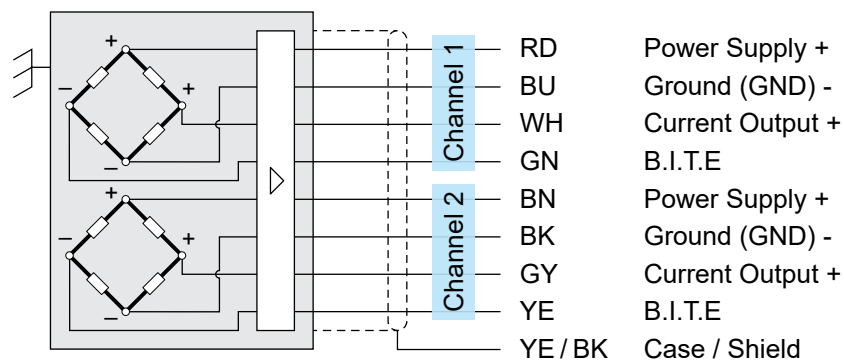 +
RD Power Supply +
BU Ground (GND) -
– +
WH Current Output +
GN B.I.T.E
–
Channel 1
+
BN Power Supply +
BK Ground (GND) -
– +
GY Current Output +
YE B.I.T.E
–
Channel 2
YE / BK Case / Shield